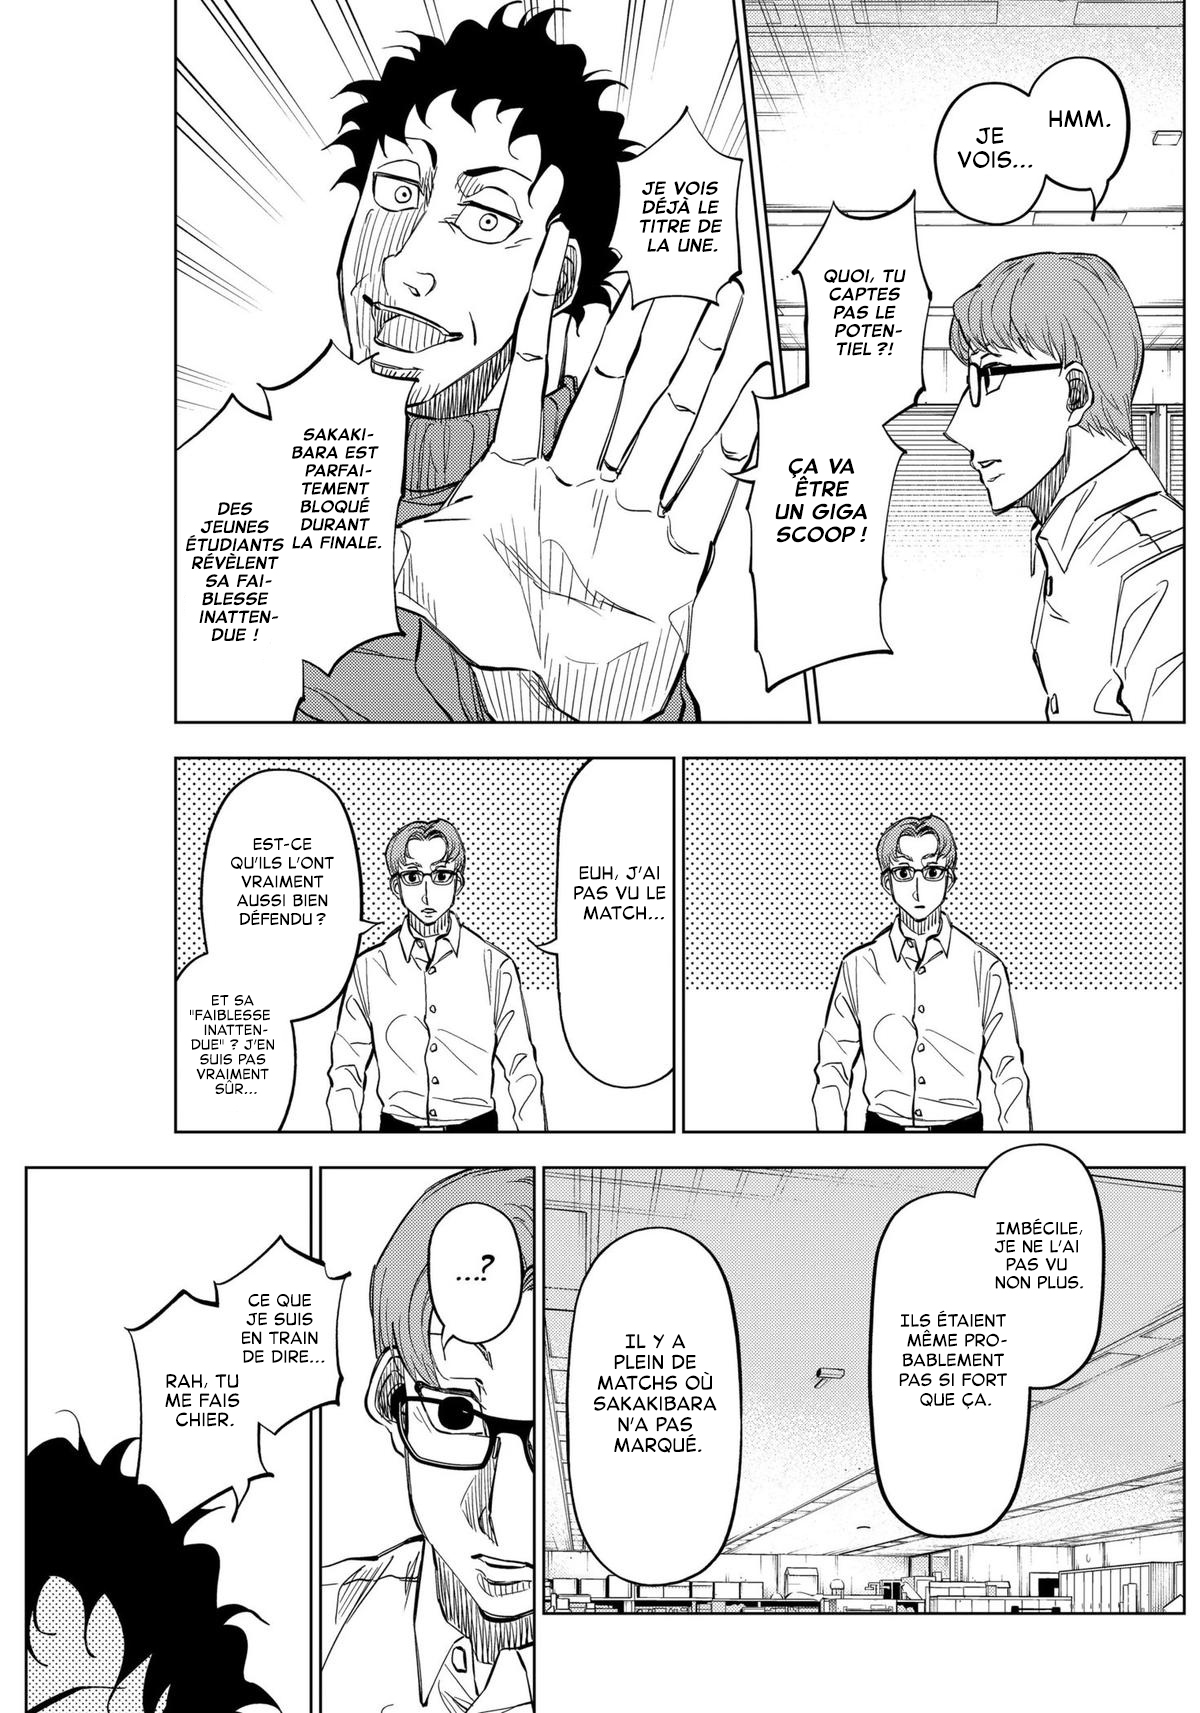 HMM.
JE
VOIS...
QUOI, TU
CAPTES
PAS LE
POTEN-
TIEL ?!
ÇA VA
ÊTRE
UN GIGA
SCOOP !
JE VOIS
DÉJÀ LE
TITRE DE
LA UNE.
SAKAKI-
BARA EST
PARFAI-
TEMENT
BLOQUÉ
DURANT
LA FINALE.
DES
JEUNES
ÉTUDIANTS
RÉVÈLENT
SA FAI-
BLESSE
INATTEN-
DUE !
EUH, J'AI
PAS VU LE
MATCH...
EST-CE
QU'ILS L'ONT
VRAIMENT
AUSSI BIEN
DÉFENDU ?
ET SA
"FAIBLESSE
INATTEN-
DUE" ? J'EN
SUIS PAS
VRAIMENT
SÛR...
IMBÉCILE,
JE NE L'AI
PAS VU
NON PLUS.
ILS ÉTAIENT
MÊME PRO-
BABLEMENT
PAS SI FORT
QUE ÇA.
IL Y A
PLEIN DE
MATCHS OÙ
SAKAKIBARA
N'A PAS
MARQUÉ.
...?
CE QUE
JE SUIS
EN TRAIN
DE DIRE...
RAH, TU
ME FAIS
CHIER.